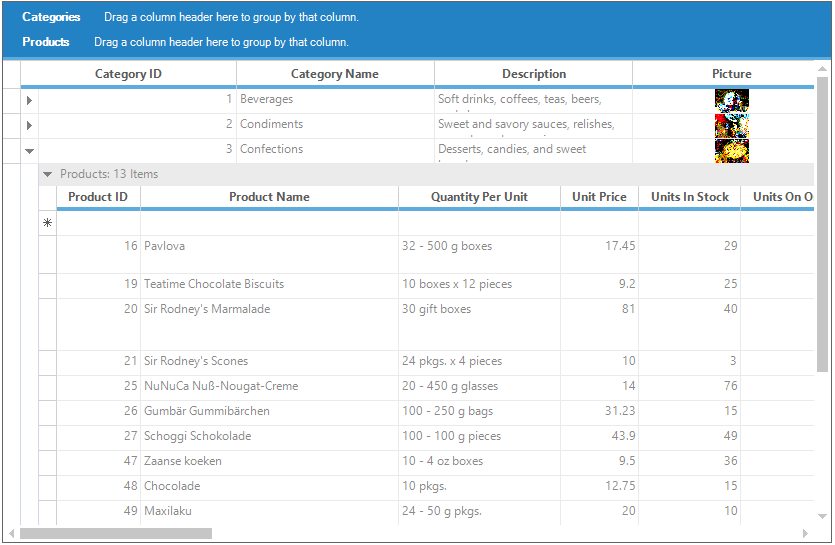 Categories Drag a column header here to group by that column.
Products Drag a column header here to group by that column.
Category ID Category Name Description Picture
1 Beverages Soft drinks, coffees, teas, beers,
2 Condiments Sweet and savory sauces, relishes,
3 Confections Desserts, candies, and sweet
Products: 13 Items
Product ID Product Name Quantity Per Unit Unit Price Units In Stock Units On O
16 Pavlova 32 - 500 g boxes 17.45 29
19 Teatime Chocolate Biscuits 10 boxes x 12 pieces 9.2 25
20 Sir Rodney's Marmalade 30 gift boxes 81 40
21 Sir Rodney's Scones 24 pkgs. x 4 pieces 10 3
25 NuNuCa Nuß-Nougat-Creme 20 - 450 g glasses 14 76
26 Gumbär Gummibärchen 100 - 250 g bags 31.23 15
27 Schoggi Schokolade 100 - 100 g pieces 43.9 49
47 Zaanse koeken 10 - 4 oz boxes 9.5 36
48 Chocolade 10 pkgs. 12.75 15
49 Maxilaku 24 - 50 g pkgs. 20 10